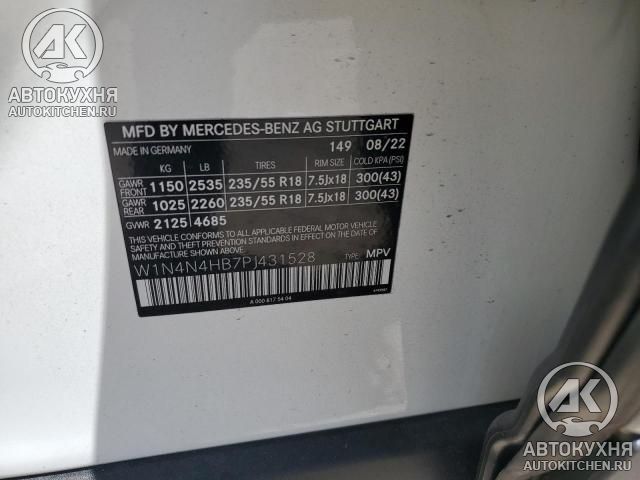 АК
АВТОКУХНЯ
AUTOKITCHEN.RU
MFD BY MERCEDES-BENZ AG STUTTGART
MADE IN GERMANY 149 08/22
KG LB TIRES RIM SIZE COLD KPA (PSI)
GAWR FRONT 1150 2535 235/55 R18 7.5Jx18 300(43)
GAWR REAR 1025 2260 235/55 R18 7.5Jx18 300(43)
GVWR 2125 4685
THIS VEHICLE CONFORMS TO ALL APPLICABLE FEDERAL MOTOR VEHICLE
SAFETY AND THEFT PREVENTION STANDARDS IN EFFECT ON THE DATE OF
MANUFACTURE SHOWN ABOVE.
W1N4N4HB7PJ431528 TYPE: MPV
A 000 817 54 04
АК
АВТОКУХНЯ
AUTOKITCHEN.RU